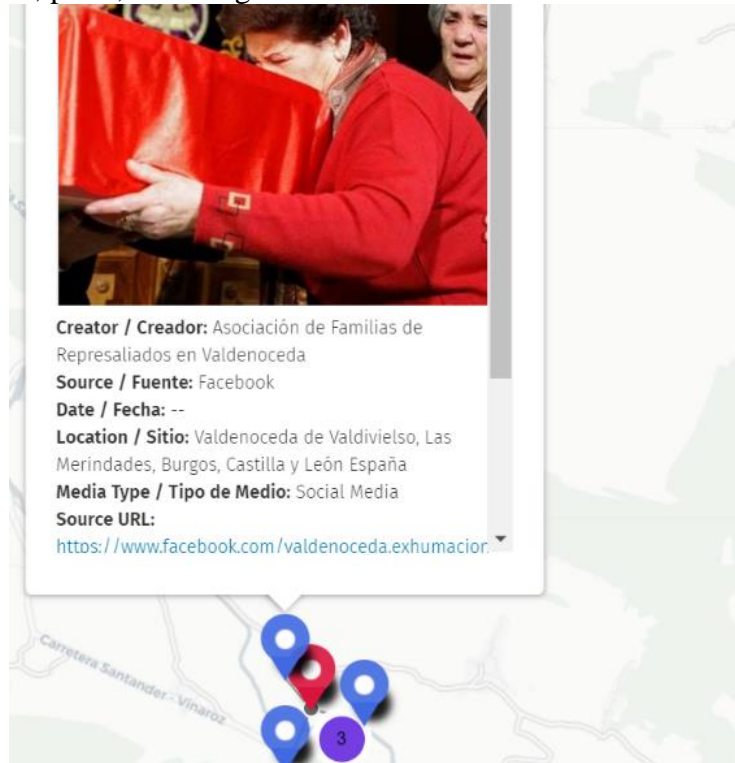 Creator / Creador: Asociación de Familias de
Represaliados en Valdenoceda
Source / Fuente: Facebook
Date / Fecha: --
Location / Sitio: Valdenoceda de Valdivielso, Las
Merindades, Burgos, Castilla y León España
Media Type / Tipo de Medio: Social Media
Source URL:
https://www.facebook.com/valdenoceda.exhumacion
Carretera Santander - Vinaroz
3